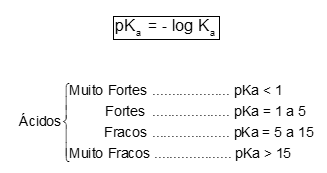 pKa = - log Ka
Muito Fortes ...................... pKa < 1
Fortes ...................... pKa = 1 a 5
Ácidos
Fracos ...................... pKa = 5 a 15
Muito Fracos ...................... pKa > 15